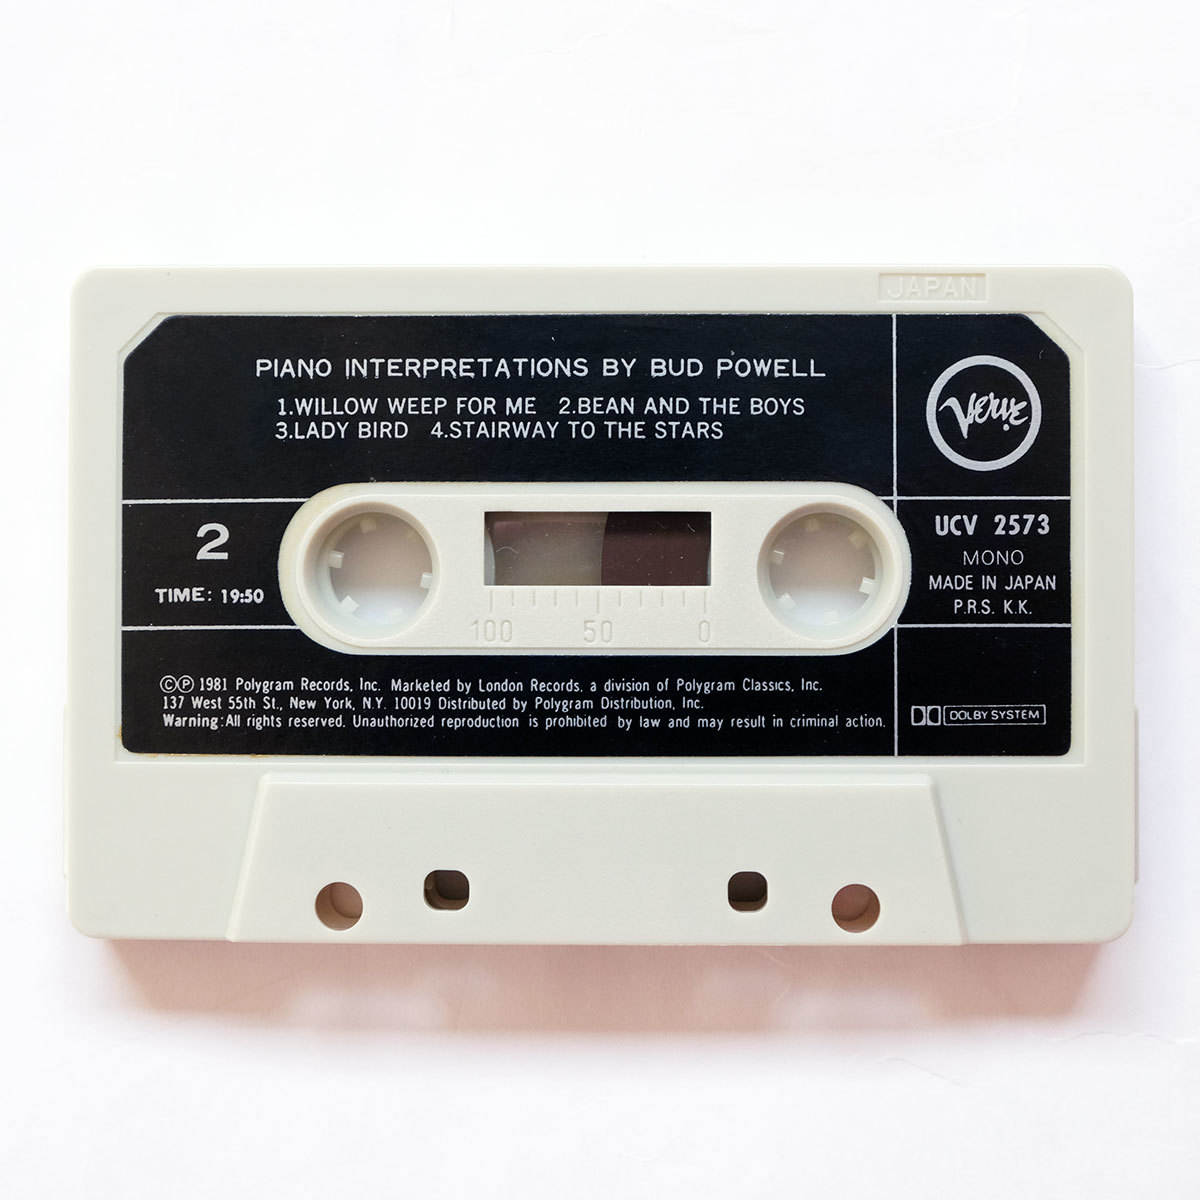 JAPAN
PIANO INTERPRETATIONS BY BUD POWELL
1.WILLOW WEEP FOR ME 2.BEAN AND THE BOYS
3.LADY BIRD 4.STAIRWAY TO THE STARS
Verve
2
TIME: 19:50
UCV 2573
MONO
MADE IN JAPAN
P.R.S. K.K.
100 50 0
©℗ 1981 Polygram Records, Inc. Marketed by London Records. a division of Polygram Classics, Inc.
137 West 55th St., New York, N.Y. 10019 Distributed by Polygram Distribution, Inc.
Warning: All rights reserved. Unauthorized reproduction is prohibited by law and may result in criminal action.
DOLBY SYSTEM